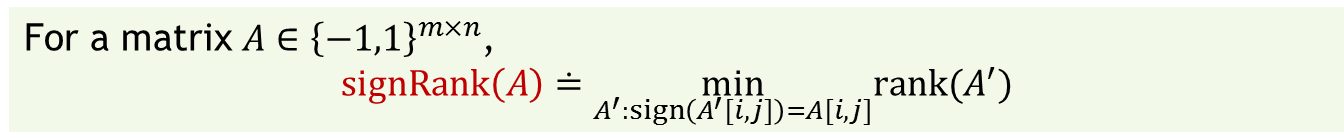 For a matrix 𝐴 ∈ {−1,1}^{𝑚×𝑛},
signRank(𝐴) ≐ min_{𝐴′:sign(𝐴′[𝑖,𝑗])=𝐴[𝑖,𝑗]} rank(𝐴′)